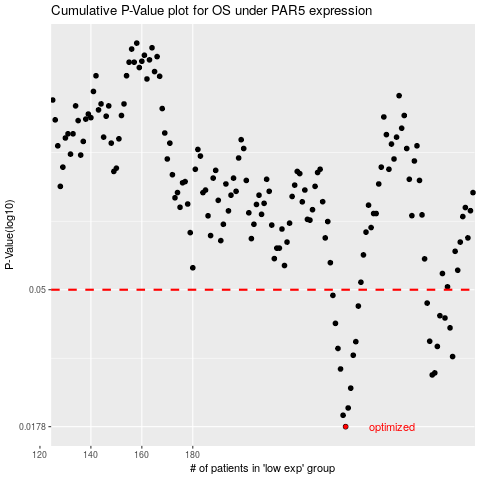 Cumulative P-Value plot for OS under PAR5 expression
P-Value(log10)
0.05
0.0178
optimized
120 140 160 180
# of patients in 'low exp' group